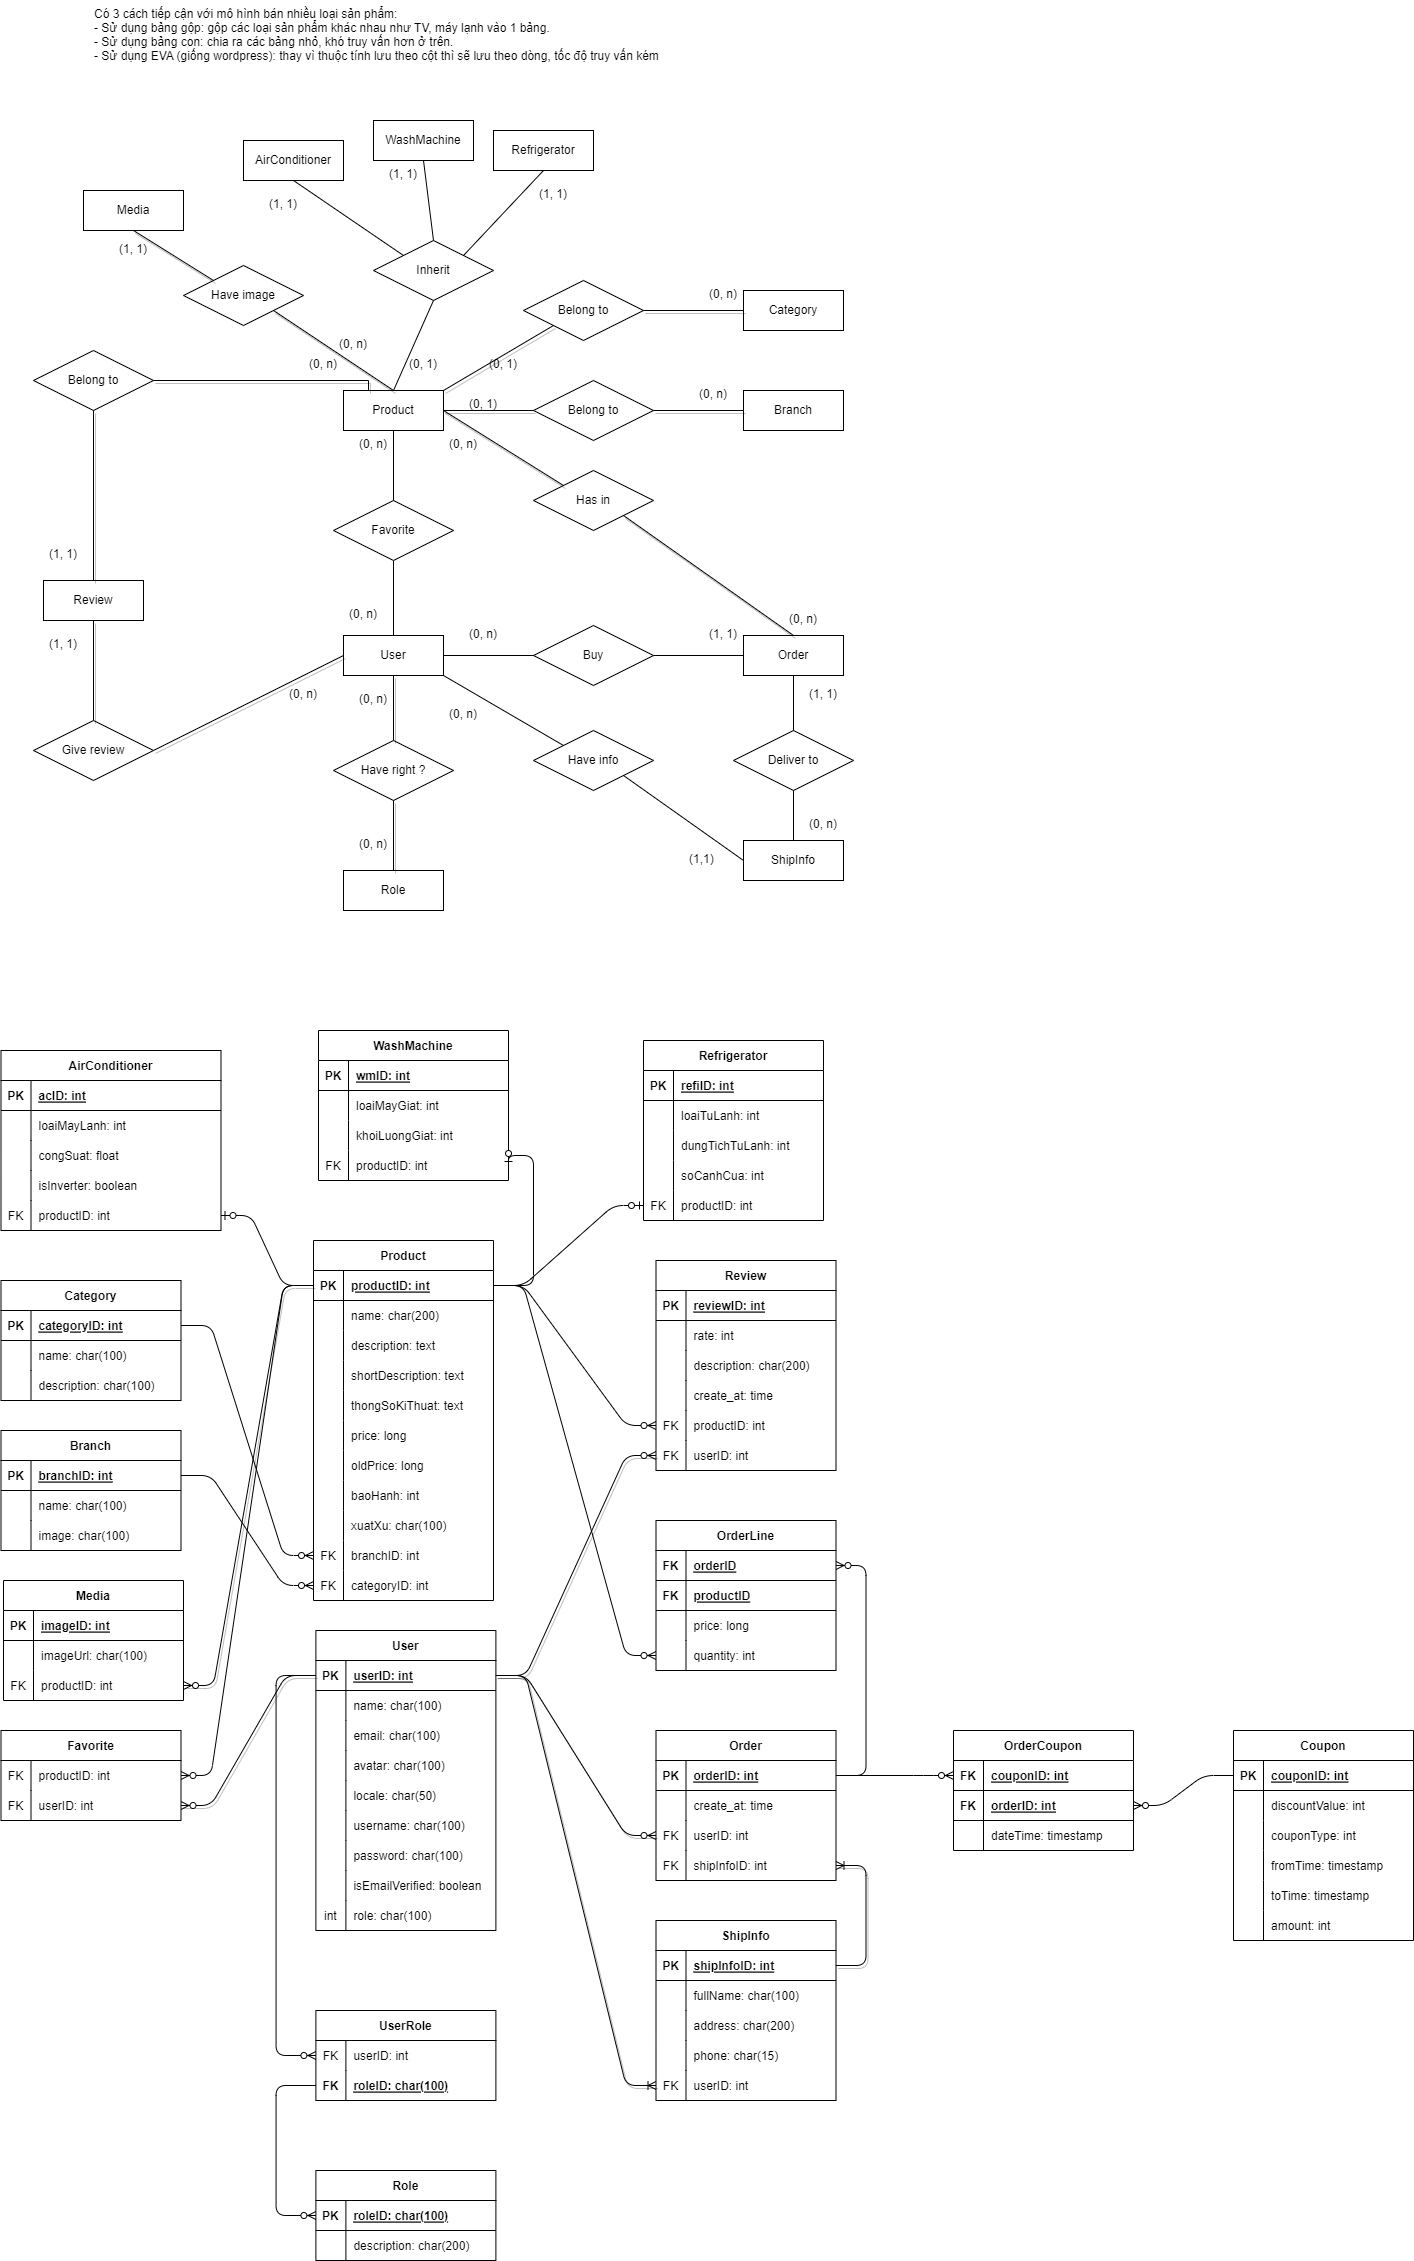 Có 3 cách tiếp cận với mô hình bán nhiều loại sản phẩm:
- Sử dụng bảng gộp: gộp các loại sản phẩm khác nhau như TV, máy lạnh vào 1 bảng.
- Sử dụng bảng con: chia ra các bảng nhỏ, khó truy vấn hơn ở trên.
- Sử dụng EVA (giống wordpress): thay vì thuộc tính lưu theo cột thì sẽ lưu theo dòng, tốc độ truy vấn kém
WashMachine
AirConditioner
Refrigerator
(1, 1)
(1, 1)
(1, 1)
Media
(1, 1)
Inherit
Have image
Belong to
(0, n)
Category
(0, n)
(0, n)
(0, 1)
(0, 1)
Belong to
Product
(0, 1)
Belong to
(0, n)
Branch
(0, n)
(0, n)
Has in
Favorite
(1, 1)
Review
(0, n)
(0, n)
(1, 1)
(0, n)
(1, 1)
User
Buy
Order
(0, n)
(0, n)
(0, n)
(1, 1)
Give review
Have right ?
Have info
Deliver to
(0, n)
(0, n)
(1,1)
ShipInfo
Role
WashMachine
PK wmID: int
loaiMayGiat: int
khoiLuongGiat: int
FK productID: int
Refrigerator
PK refiID: int
loaiTuLanh: int
dungTichTuLanh: int
soCanhCua: int
FK productID: int
AirConditioner
PK acID: int
loaiMayLanh: int
congSuat: float
isInverter: boolean
FK productID: int
Product
PK productID: int
name: char(200)
description: text
shortDescription: text
thongSoKiThuat: text
price: long
oldPrice: long
baoHanh: int
xuatXu: char(100)
FK branchID: int
FK categoryID: int
Review
PK reviewID: int
rate: int
description: char(200)
create_at: time
FK productID: int
FK userID: int
Category
PK categoryID: int
name: char(100)
description: char(100)
Branch
PK branchID: int
name: char(100)
image: char(100)
OrderLine
FK orderID
FK productID
price: long
quantity: int
Media
PK imageID: int
imageUrl: char(100)
FK productID: int
User
PK userID: int
name: char(100)
email: char(100)
avatar: char(100)
locale: char(50)
username: char(100)
password: char(100)
isEmailVerified: boolean
int role: char(100)
Favorite
FK productID: int
FK userID: int
Order
PK orderID: int
create_at: time
FK userID: int
FK shipInfoID: int
OrderCoupon
FK couponID: int
FK orderID: int
dateTime: timestamp
Coupon
PK couponID: int
discountValue: int
couponType: int
fromTime: timestamp
toTime: timestamp
amount: int
ShipInfo
PK shipInfoID: int
fullName: char(100)
address: char(200)
phone: char(15)
FK userID: int
UserRole
FK userID: int
FK roleID: char(100)
Role
PK roleID: char(100)
description: char(200)